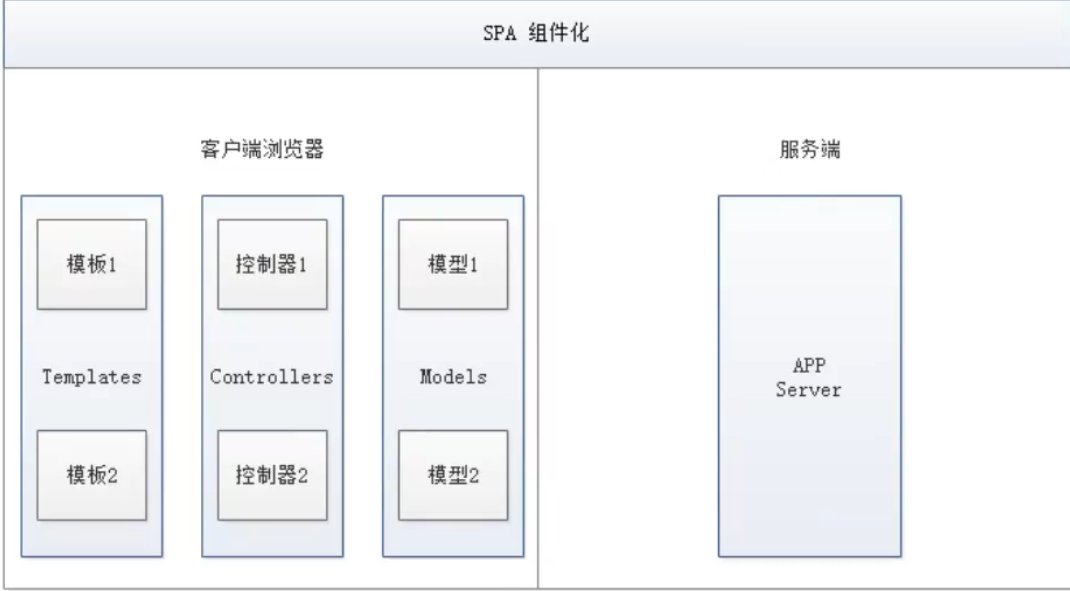 SPA 组件化
客户端浏览器
服务端
模板1
控制器1
模型1
Templates
Controllers
Models
APP
Server
模板2
控制器2
模型2